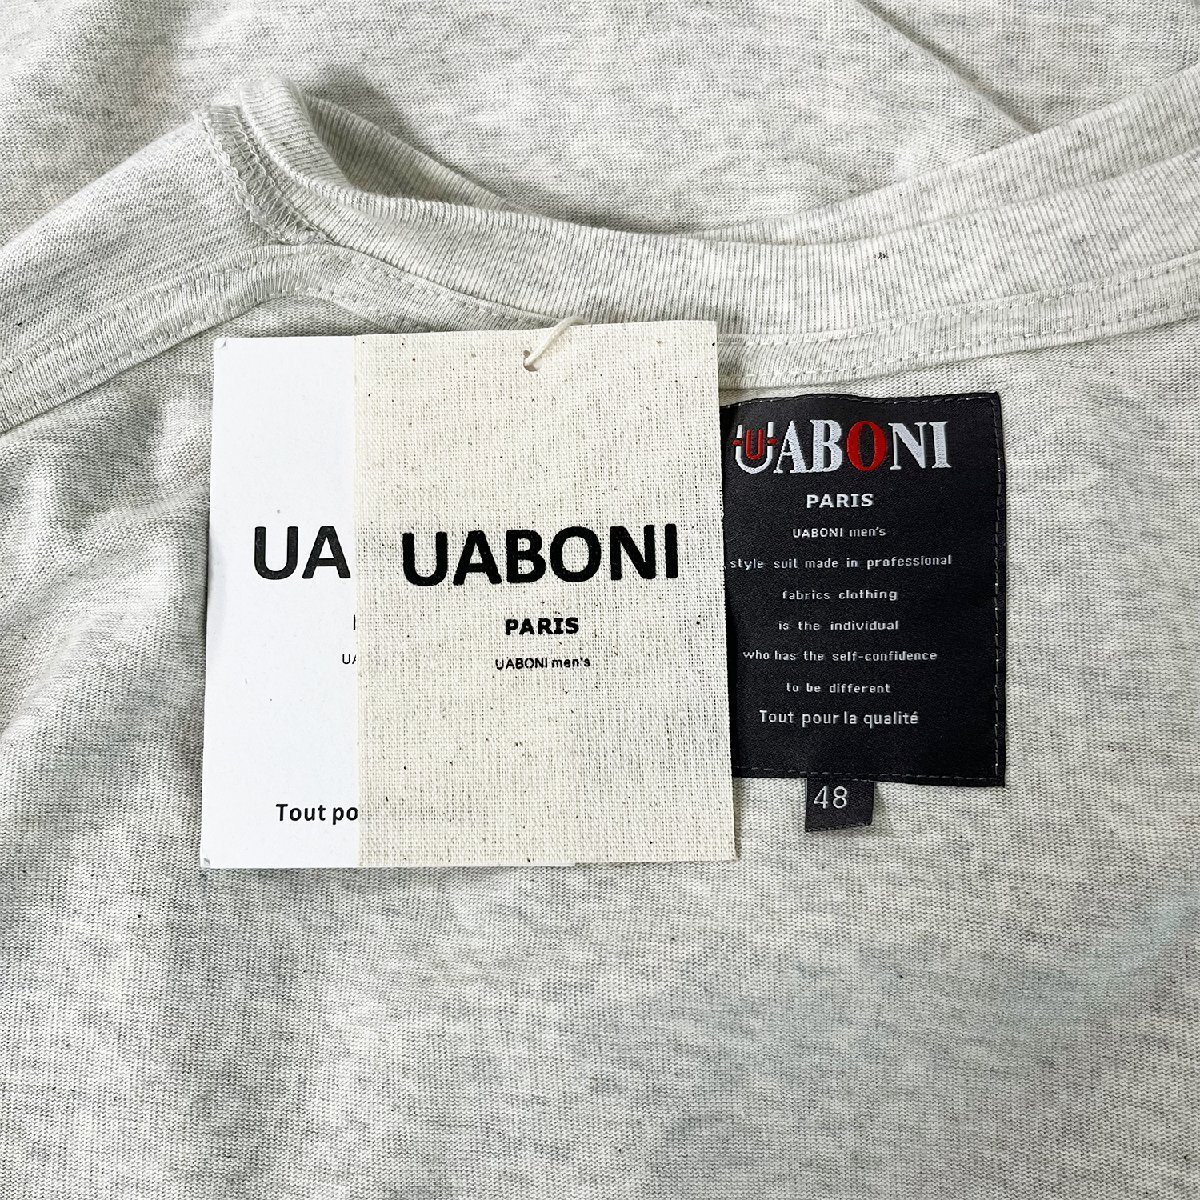 UA
UA
Tout po
UABONI
PARIS
UABONI men's
UABONI
PARIS
UABONI men's
style suit made in professional
fabrics clothing
is the individual
who has the self-confidence
to be different
Tout pour la qualité
48